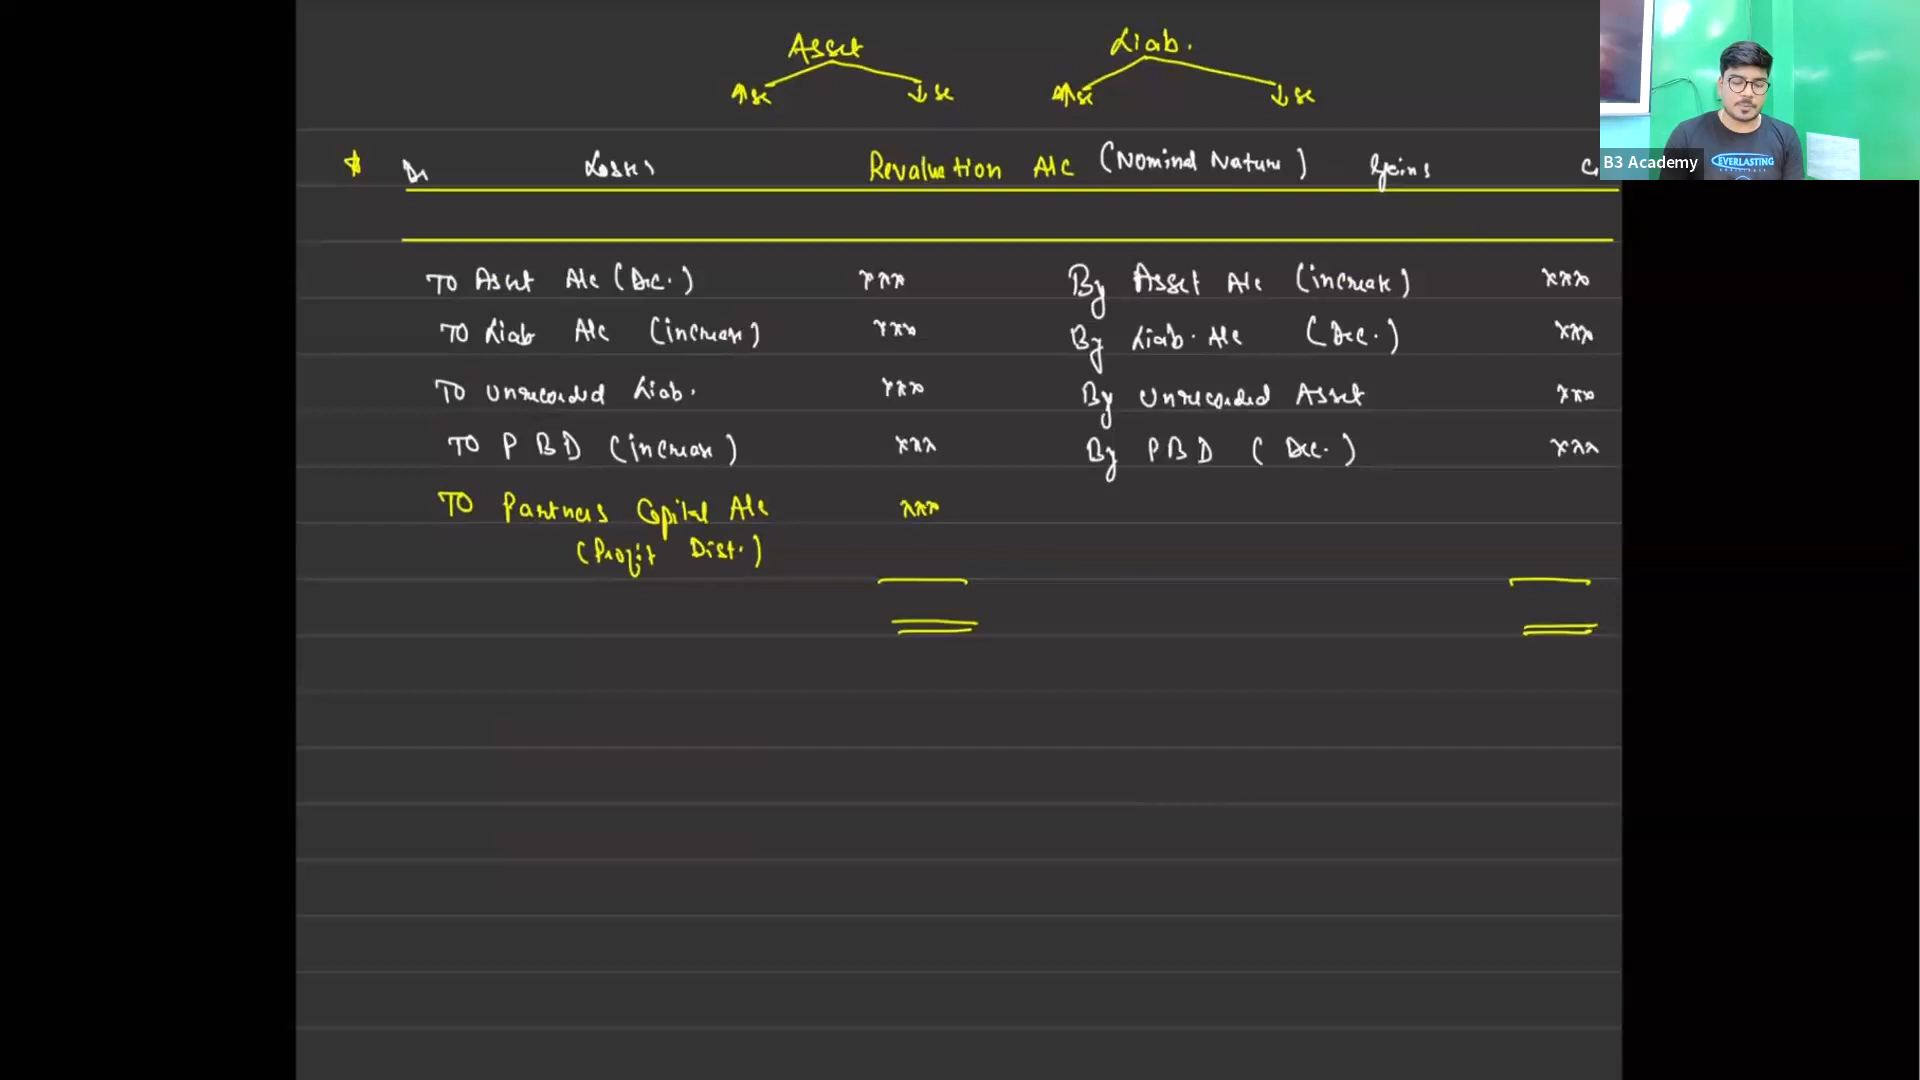 Asset Liab.
↑se ↓se ↑se ↓se
Dr Losses Revaluation A/c (Nominal Nature) Gains
To Asset A/c (Dec.) xxx By Asset A/c (increase) xxx
To Liab A/c (increase) xxx By Liab. A/c (Dec.) xxx
To Unrecorded Liab. xxx By Unrecorded Asset xxx
To PBD (increase) xxx By PBD (Dec.) xxx
To Partners Capital A/c xxx
(Profit Dist.)
B3 Academy
EVERLASTING